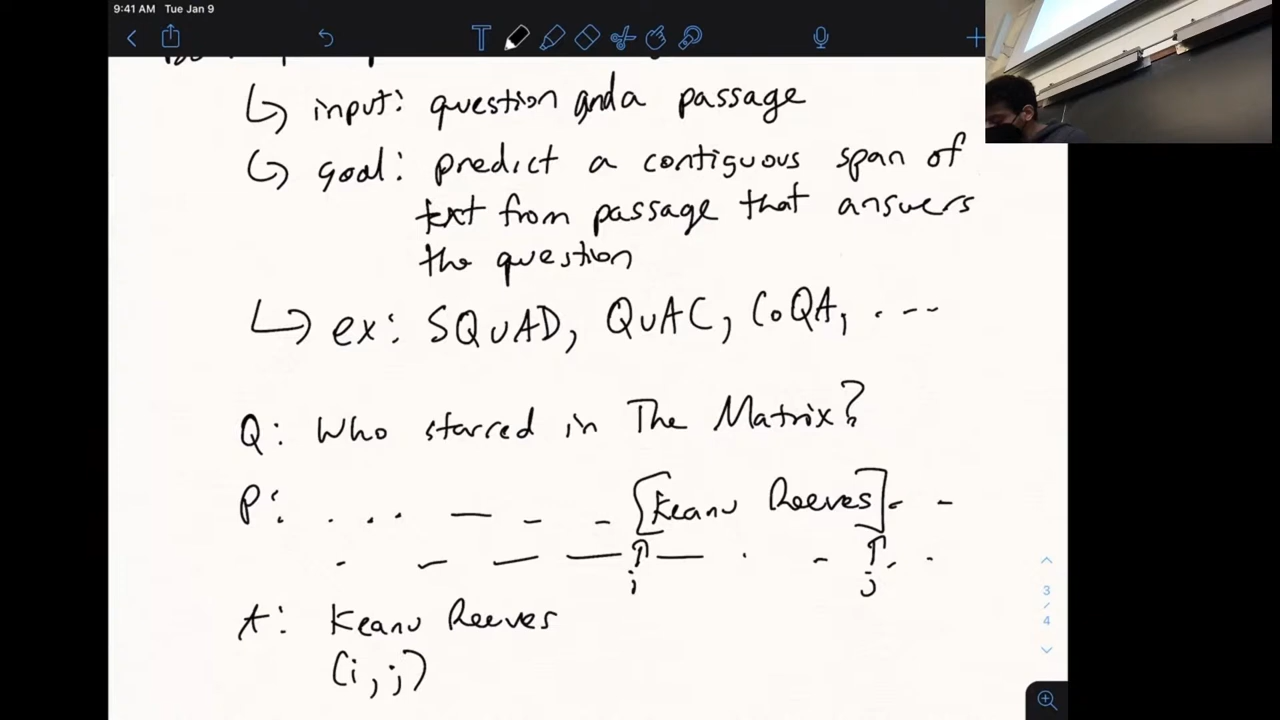 9:41 AM Tue Jan 9
↳ input: question and a passage
↳ goal: predict a contiguous span of
text from passage that answers
the question
↳ ex: SQuAD, QuAC, CoQA, ....
Q: Who starred in The Matrix?
P: ... — - - [Keanu Reeves] - -
i j
A: Keanu Reeves
(i, j)
3
/
4